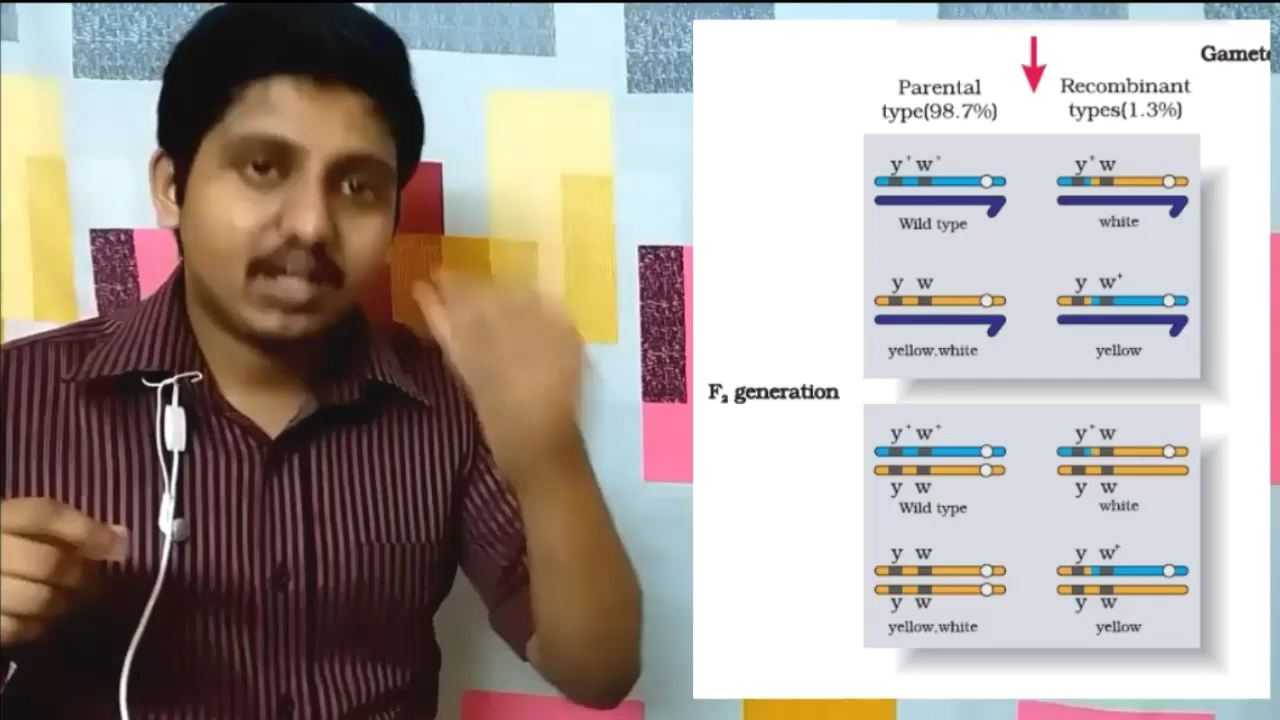 Gamet
Parental
type(98.7%)
Recombinant
types(1.3%)
y⁺ w⁺
y⁺ w
Wild type
white
y w
y w⁺
yellow,white
yellow
F₂ generation
y⁺ w⁺
y⁺ w
y w
y w
Wild type
white
y w
y w⁺
y w
y w
yellow,white
yellow